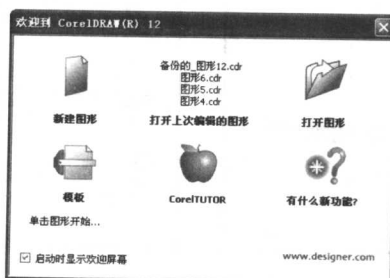 欢迎到 CorelDRAW(R) 12
备份的_图形12.cdr
图形6.cdr
图形5.cdr
图形4.cdr
新建图形
打开上次编辑的图形
打开图形
模板
CorelTUTOR
有什么新功能?
单击图形开始...
启动时显示欢迎屏幕
www.designer.com